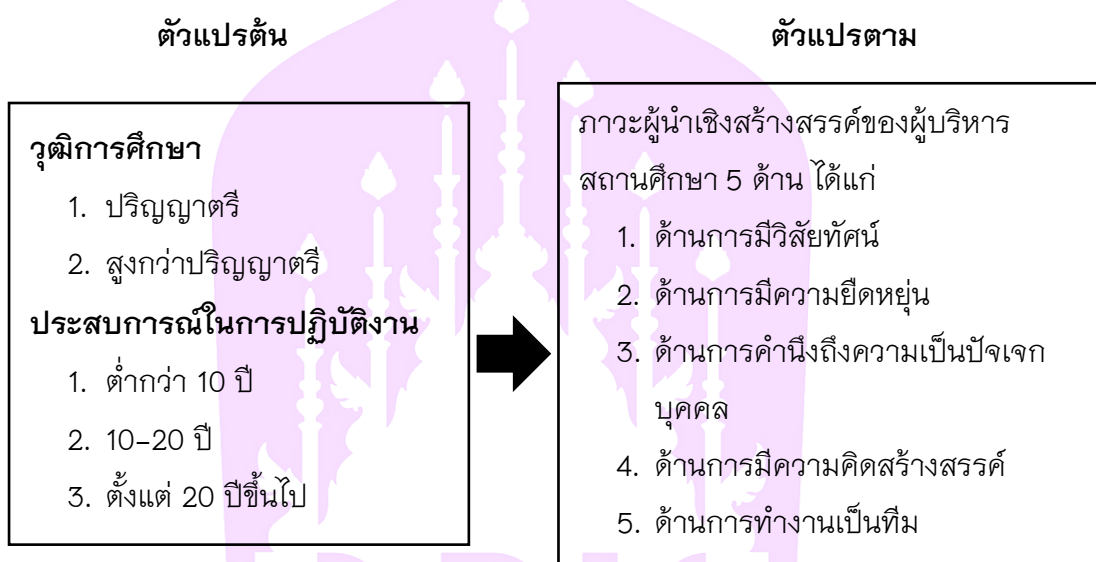 ตัวแปรต้น
วุฒิการศึกษา
1. ปริญญาตรี
2. สูงกว่าปริญญาตรี
ประสบการณ์ในการปฏิบัติงาน
1. ต่ำกว่า 10 ปี
2. 10-20 ปี
3. ตั้งแต่ 20 ปีขึ้นไป
ตัวแปรตาม
ภาวะผู้นำเชิงสร้างสรรค์ของผู้บริหาร
สถานศึกษา 5 ด้าน ได้แก่
1. ด้านการมีวิสัยทัศน์
2. ด้านการมีความยืดหยุ่น
3. ด้านการคำนึงถึงความเป็นปัจเจก
บุคคล
4. ด้านการมีความคิดสร้างสรรค์
5. ด้านการทำงานเป็นทีม